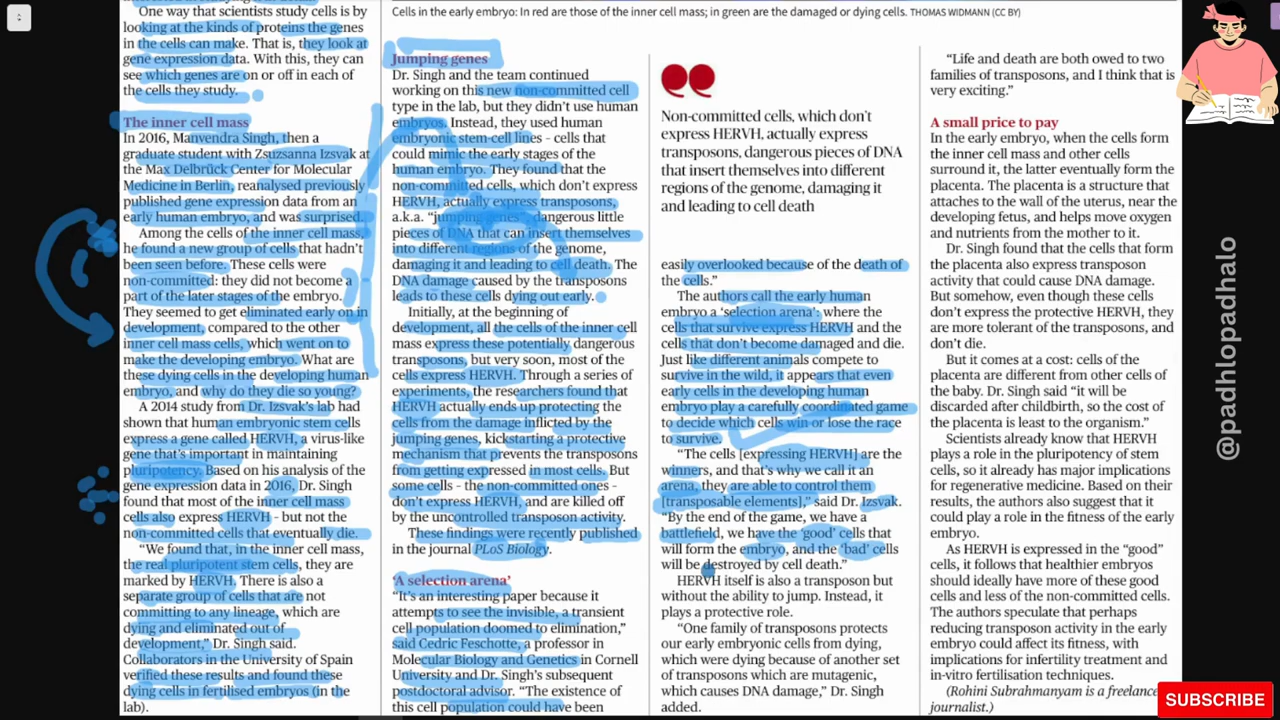 One way that scientists study cells is by
looking at the kinds of proteins the genes
in the cells can make. That is, they look at
gene expression data. With this, they can
see which genes are on or off in each of
the cells they study.
The inner cell mass
In 2016, Manvendra Singh, then a
graduate student with Zsuzsanna Izsvak at
the Max Delbrück Center for Molecular
Medicine in Berlin, reanalysed previously
published gene expression data from an
early human embryo, and was surprised.
Among the cells of the inner cell mass,
he found a new group of cells that hadn't
been seen before. These cells were
non-committed: they did not become a
part of the later stages of the embryo.
They seemed to get eliminated early on in
development, compared to the other
inner cell mass cells, which went on to
make the developing embryo. What are
these dying cells in the developing human
embryo, and why do they die so young?
A 2014 study from Dr. Izsvak's lab had
shown that human embryonic stem cells
express a gene called HERVH, a virus-like
gene that's important in maintaining
pluripotency. Based on his analysis of the
gene expression data in 2016, Dr. Singh
found that most of the inner cell mass
cells also express HERVH - but not the
non-committed cells that eventually die.
“We found that, in the inner cell mass,
the real pluripotent stem cells, they are
marked by HERVH. There is also a
separate group of cells that are not
committing to any lineage, which are
dying and eliminated out of
development,” Dr. Singh said.
Collaborators in the University of Spain
verified these results and found these
dying cells in fertilised embryos (in the
lab).
Cells in the early embryo: In red are those of the inner cell mass; in green are the damaged or dying cells. THOMAS WIDMANN (CC BY)
Jumping genes
Dr. Singh and the team continued
working on this new non-committed cell
type in the lab, but they didn't use human
embryos. Instead, they used human
embryonic stem-cell lines - cells that
could mimic the early stages of the
human embryo. They found that the
non-committed cells, which don't express
HERVH, actually express transposons,
a.k.a. “jumping genes”, dangerous little
pieces of DNA that can insert themselves
into different regions of the genome,
damaging it and leading to cell death. The
DNA damage caused by the transposons
leads to these cells dying out early.
Initially, at the beginning of
development, all the cells of the inner cell
mass express these potentially dangerous
transposons, but very soon, most of the
cells express HERVH. Through a series of
experiments, the researchers found that
HERVH actually ends up protecting the
cells from the damage inflicted by the
jumping genes, kickstarting a protective
mechanism that prevents the transposons
from getting expressed in most cells. But
some cells - the non-committed ones -
don't express HERVH, and are killed off
by the uncontrolled transposon activity.
These findings were recently published
in the journal PLoS Biology.
‘A selection arena’
“It's an interesting paper because it
attempts to see the invisible, a transient
cell population doomed to elimination,”
said Cedric Feschotte, a professor in
Molecular Biology and Genetics in Cornell
University and Dr. Singh's subsequent
postdoctoral advisor. “The existence of
this cell population could have been
Non-committed cells, which don't
express HERVH, actually express
transposons, dangerous pieces of DNA
that insert themselves into different
regions of the genome, damaging it
and leading to cell death
easily overlooked because of the death of
the cells.”
The authors call the early human
embryo a ‘selection arena’: where the
cells that survive express HERVH and the
cells that don't become damaged and die.
Just like different animals compete to
survive in the wild, it appears that even
early cells in the developing human
embryo play a carefully coordinated game
to decide which cells win or lose the race
to survive.
“The cells [expressing HERVH] are the
winners, and that's why we call it an
arena, they are able to control them
[transposable elements],” said Dr. Izsvak.
“By the end of the game, we have a
battlefield, we have the ‘good’ cells that
will form the embryo, and the ‘bad’ cells
will be destroyed by cell death.”
HERVH itself is also a transposon but
without the ability to jump. Instead, it
plays a protective role.
“One family of transposons protects
our early embryonic cells from dying,
which were dying because of another set
of transposons which are mutagenic,
which causes DNA damage,” Dr. Singh
added.
“Life and death are both owed to two
families of transposons, and I think that is
very exciting.”
A small price to pay
In the early embryo, when the cells form
the inner cell mass and other cells
surround it, the latter eventually form the
placenta. The placenta is a structure that
attaches to the wall of the uterus, near the
developing fetus, and helps move oxygen
and nutrients from the mother to it.
Dr. Singh found that the cells that form
the placenta also express transposon
activity that could cause DNA damage.
But somehow, even though these cells
don't express the protective HERVH, they
are more tolerant of the transposons, and
don't die.
But it comes at a cost: cells of the
placenta are different from other cells of
the baby. Dr. Singh said “it will be
discarded after childbirth, so the cost of
the placenta is least to the organism.”
Scientists already know that HERVH
plays a role in the pluripotency of stem
cells, so it already has major implications
for regenerative medicine. Based on their
results, the authors also suggest that it
could play a role in the fitness of the early
embryo.
As HERVH is expressed in the “good”
cells, it follows that healthier embryos
should ideally have more of these good
cells and less of the non-committed cells.
The authors speculate that perhaps
reducing transposon activity in the early
embryo could affect its fitness, with
implications for infertility treatment and
in-vitro fertilisation techniques.
(Rohini Subrahmanyam is a freelance
journalist.)
@padhlopadhalo
SUBSCRIBE